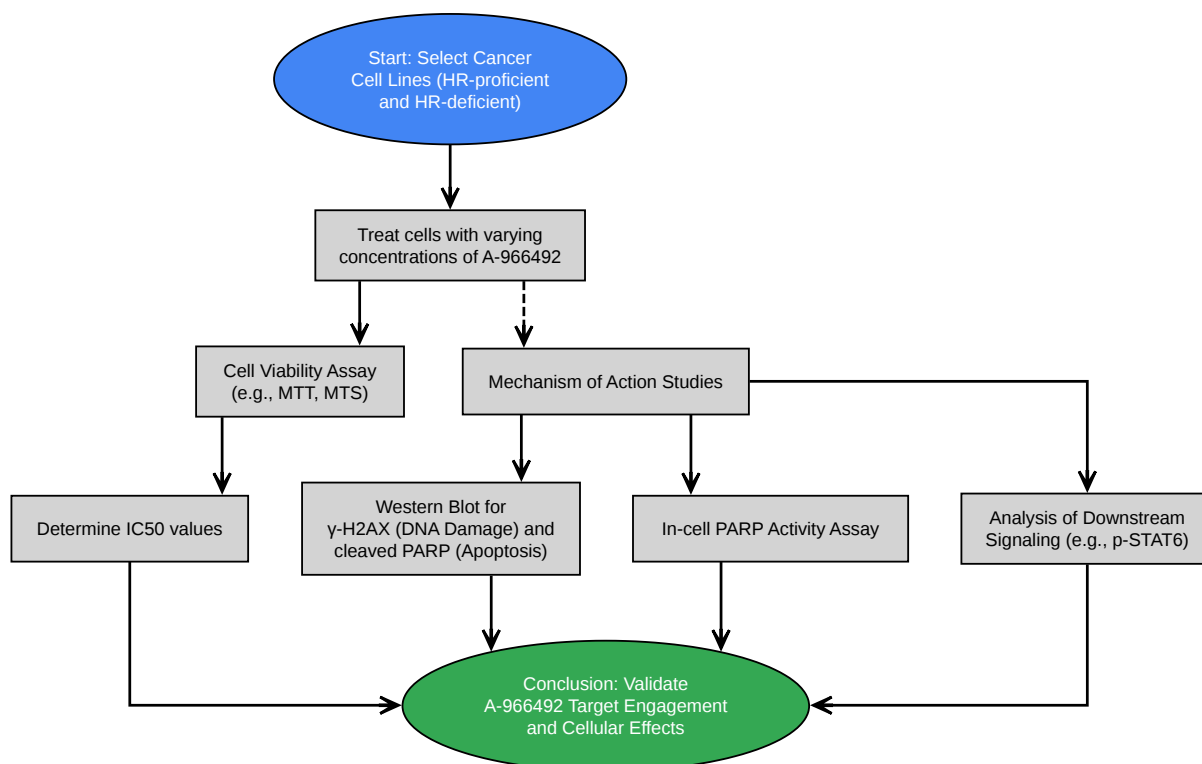 Start: Select Cancer
Cell Lines (HR-proficient
and HR-deficient)
Treat cells with varying
concentrations of A-966492
Cell Viability Assay
(e.g., MTT, MTS)
Mechanism of Action Studies
Determine IC50 values
Western Blot for
γ-H2AX (DNA Damage) and
cleaved PARP (Apoptosis)
In-cell PARP Activity Assay
Analysis of Downstream
Signaling (e.g., p-STAT6)
Conclusion: Validate
A-966492 Target Engagement
and Cellular Effects